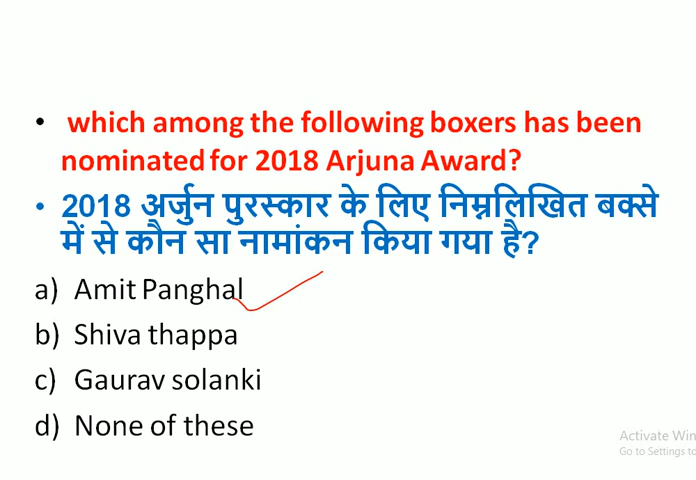 • which among the following boxers has been
nominated for 2018 Arjuna Award?
• 2018 अर्जुन पुरस्कार के लिए निम्नलिखित बक्से
में से कौन सा नामांकन किया गया है?
a) Amit Panghal
b) Shiva thappa
c) Gaurav solanki
d) None of these
Activate Win
Go to Settings to